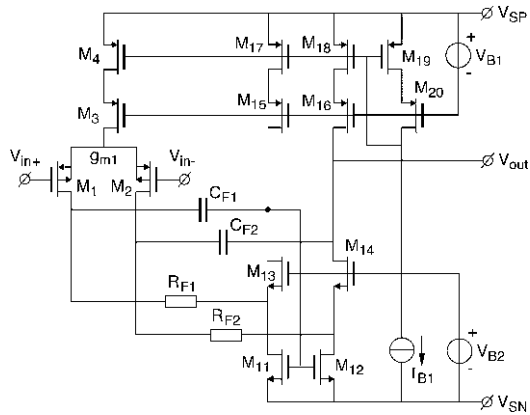 V_SP
M_4
M_17
M_18
M_19
+
V_B1
-
M_20
M_3
M_15
M_16
g_m1
V_in+
V_in-
V_out
M_1
M_2
C_F1
C_F2
M_14
M_13
R_F1
R_F2
+
V_B2
-
M_11
M_12
I_B1
V_SN